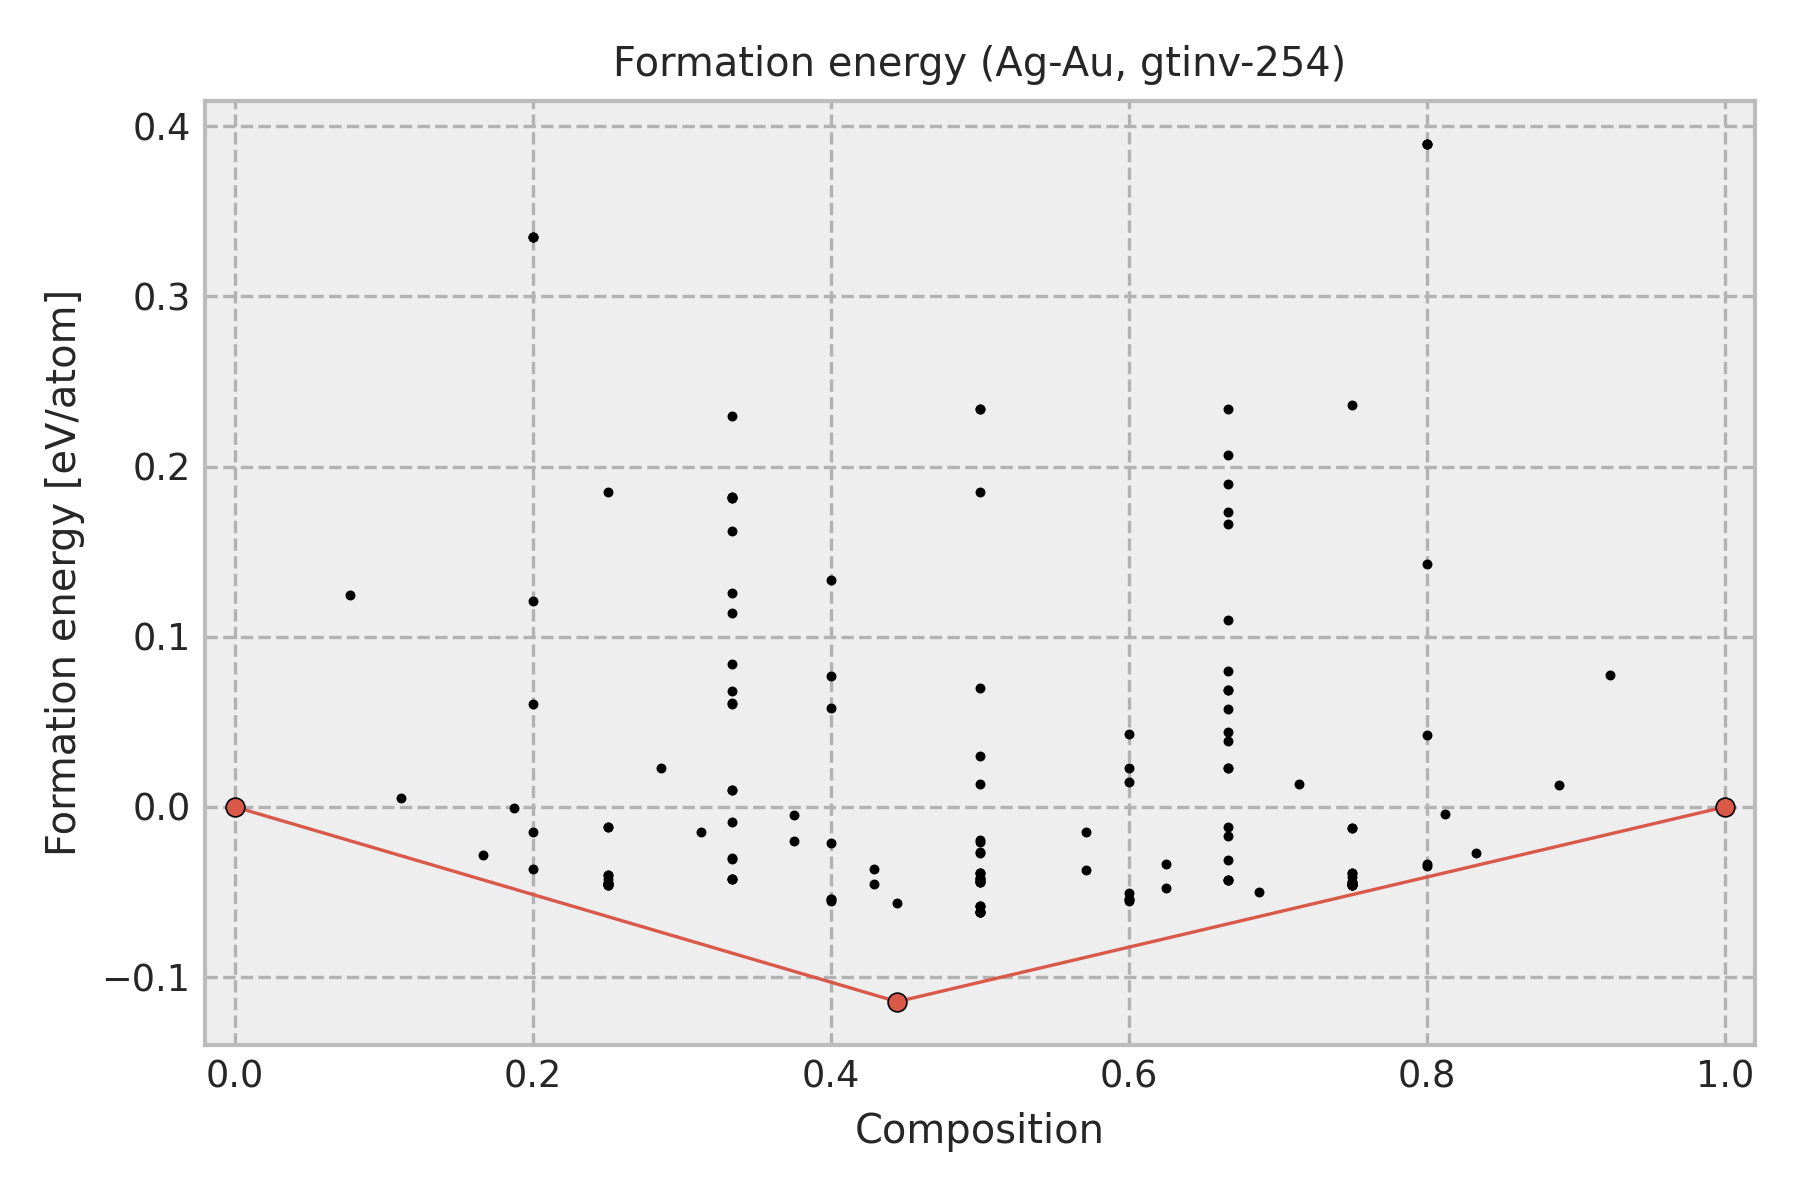 Formation energy (Ag-Au, gtinv-254)
Formation energy [eV/atom]
0.4
0.3
0.2
0.1
0.0
−0.1
0.0 0.2 0.4 0.6 0.8 1.0
Composition